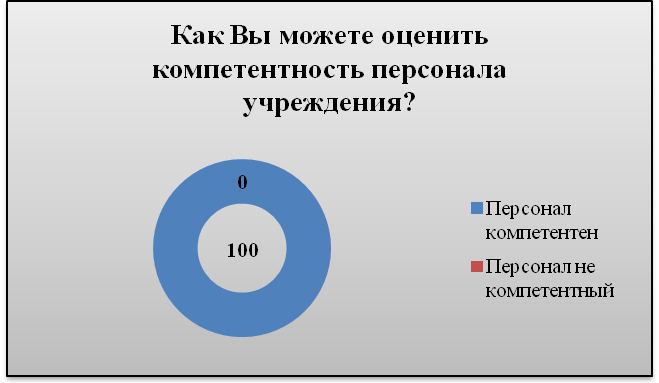 Как Вы можете оценить
компетентность персонала
учреждения?
0
100
Персонал
компетентен
Персонал не
компетентный